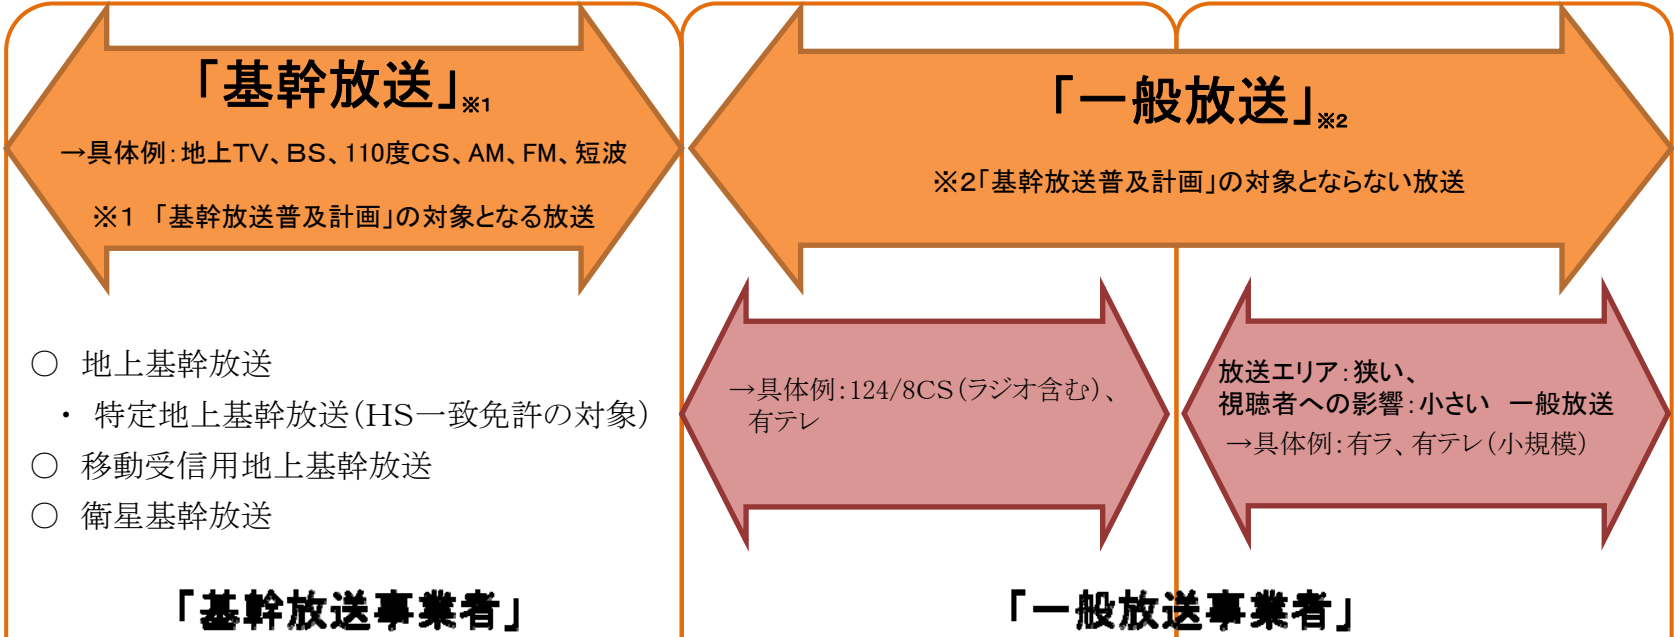 「基幹放送」※1
→具体例：地上TV、BS、110度CS、AM、FM、短波
※1 「基幹放送普及計画」の対象となる放送
○ 地上基幹放送
・ 特定地上基幹放送（HS一致免許の対象）
○ 移動受信用地上基幹放送
○ 衛星基幹放送
「基幹放送事業者」
「一般放送」※2
※2「基幹放送普及計画」の対象とならない放送
→具体例：124/8CS（ラジオ含む）、
有テレ
放送エリア：狭い、
視聴者への影響：小さい 一般放送
→具体例：有ラ、有テレ（小規模）
「一般放送事業者」